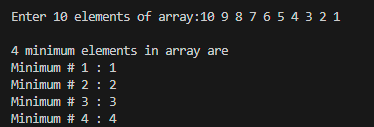 Enter 10 elements of array:10 9 8 7 6 5 4 3 2 1
4 minimum elements in array are
Minimum # 1 : 1
Minimum # 2 : 2
Minimum # 3 : 3
Minimum # 4 : 4